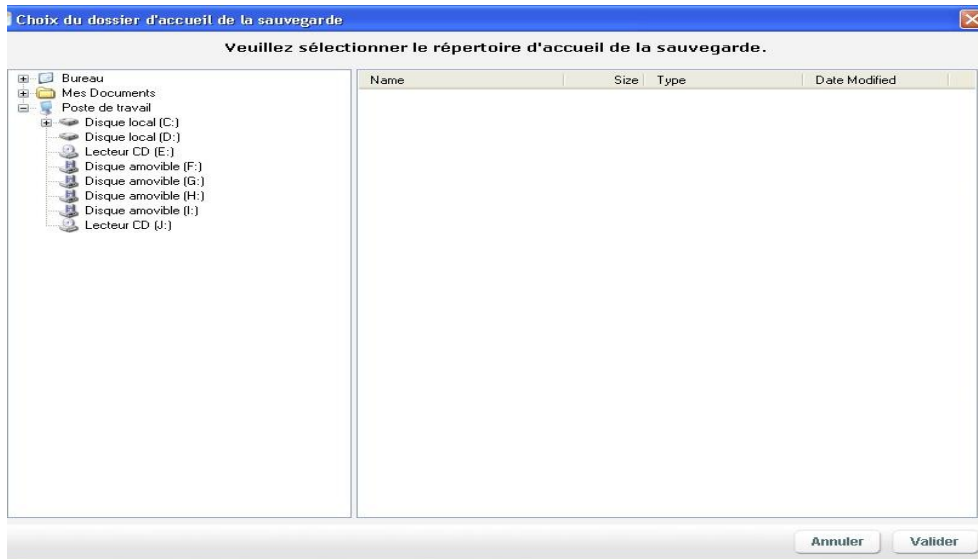 Choix du dossier d'accueil de la sauvegarde
Veuillez sélectionner le répertoire d'accueil de la sauvegarde.
Bureau
Mes Documents
Poste de travail
Disque local (C:)
Disque local (D:)
Lecteur CD (E:)
Disque amovible (F:)
Disque amovible (G:)
Disque amovible (H:)
Disque amovible (I:)
Lecteur CD (J:)
Name Size Type Date Modified
Annuler Valider